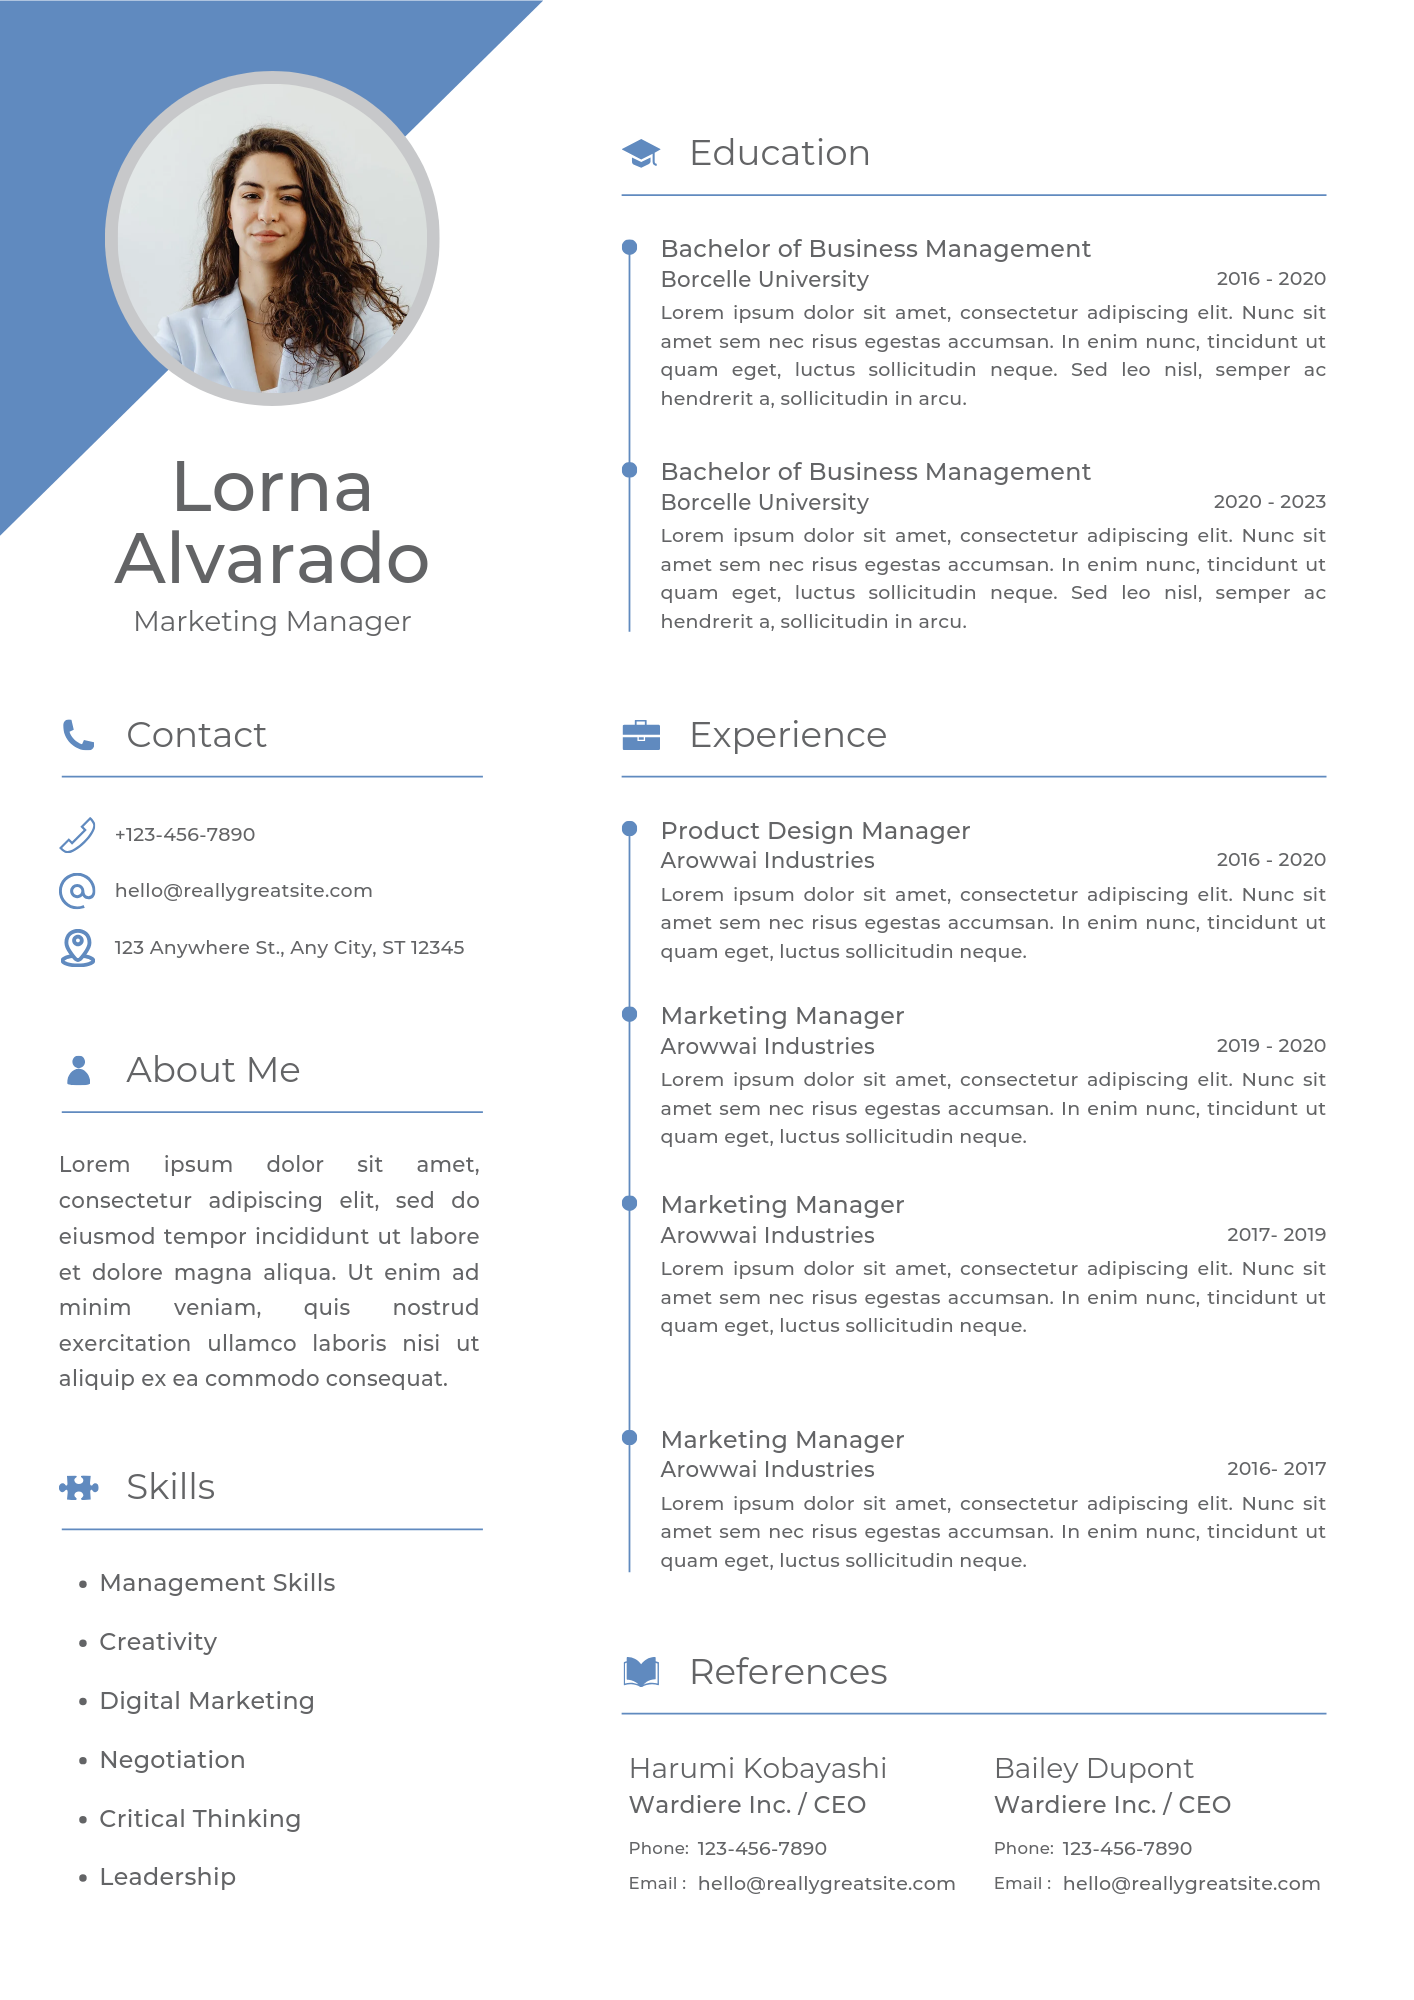 Lorna
Alvarado
Marketing Manager
Contact
+123-456-7890
hello@reallygreatsite.com
123 Anywhere St., Any City, ST 12345
About Me
Lorem ipsum dolor sit amet,
consectetur adipiscing elit, sed do
eiusmod tempor incididunt ut labore
et dolore magna aliqua. Ut enim ad
minim veniam, quis nostrud
exercitation ullamco laboris nisi ut
aliquip ex ea commodo consequat.
Skills
• Management Skills
• Creativity
• Digital Marketing
• Negotiation
• Critical Thinking
• Leadership
Education
Bachelor of Business Management
Borcelle University 2016 - 2020
Lorem ipsum dolor sit amet, consectetur adipiscing elit. Nunc sit
amet sem nec risus egestas accumsan. In enim nunc, tincidunt ut
quam eget, luctus sollicitudin neque. Sed leo nisl, semper ac
hendrerit a, sollicitudin in arcu.
Bachelor of Business Management
Borcelle University 2020 - 2023
Lorem ipsum dolor sit amet, consectetur adipiscing elit. Nunc sit
amet sem nec risus egestas accumsan. In enim nunc, tincidunt ut
quam eget, luctus sollicitudin neque. Sed leo nisl, semper ac
hendrerit a, sollicitudin in arcu.
Experience
Product Design Manager
Arowwai Industries 2016 - 2020
Lorem ipsum dolor sit amet, consectetur adipiscing elit. Nunc sit
amet sem nec risus egestas accumsan. In enim nunc, tincidunt ut
quam eget, luctus sollicitudin neque.
Marketing Manager
Arowwai Industries 2019 - 2020
Lorem ipsum dolor sit amet, consectetur adipiscing elit. Nunc sit
amet sem nec risus egestas accumsan. In enim nunc, tincidunt ut
quam eget, luctus sollicitudin neque.
Marketing Manager
Arowwai Industries 2017- 2019
Lorem ipsum dolor sit amet, consectetur adipiscing elit. Nunc sit
amet sem nec risus egestas accumsan. In enim nunc, tincidunt ut
quam eget, luctus sollicitudin neque.
Marketing Manager
Arowwai Industries 2016- 2017
Lorem ipsum dolor sit amet, consectetur adipiscing elit. Nunc sit
amet sem nec risus egestas accumsan. In enim nunc, tincidunt ut
quam eget, luctus sollicitudin neque.
References
Harumi Kobayashi
Wardiere Inc. / CEO
Phone: 123-456-7890
Email : hello@reallygreatsite.com
Bailey Dupont
Wardiere Inc. / CEO
Phone: 123-456-7890
Email : hello@reallygreatsite.com